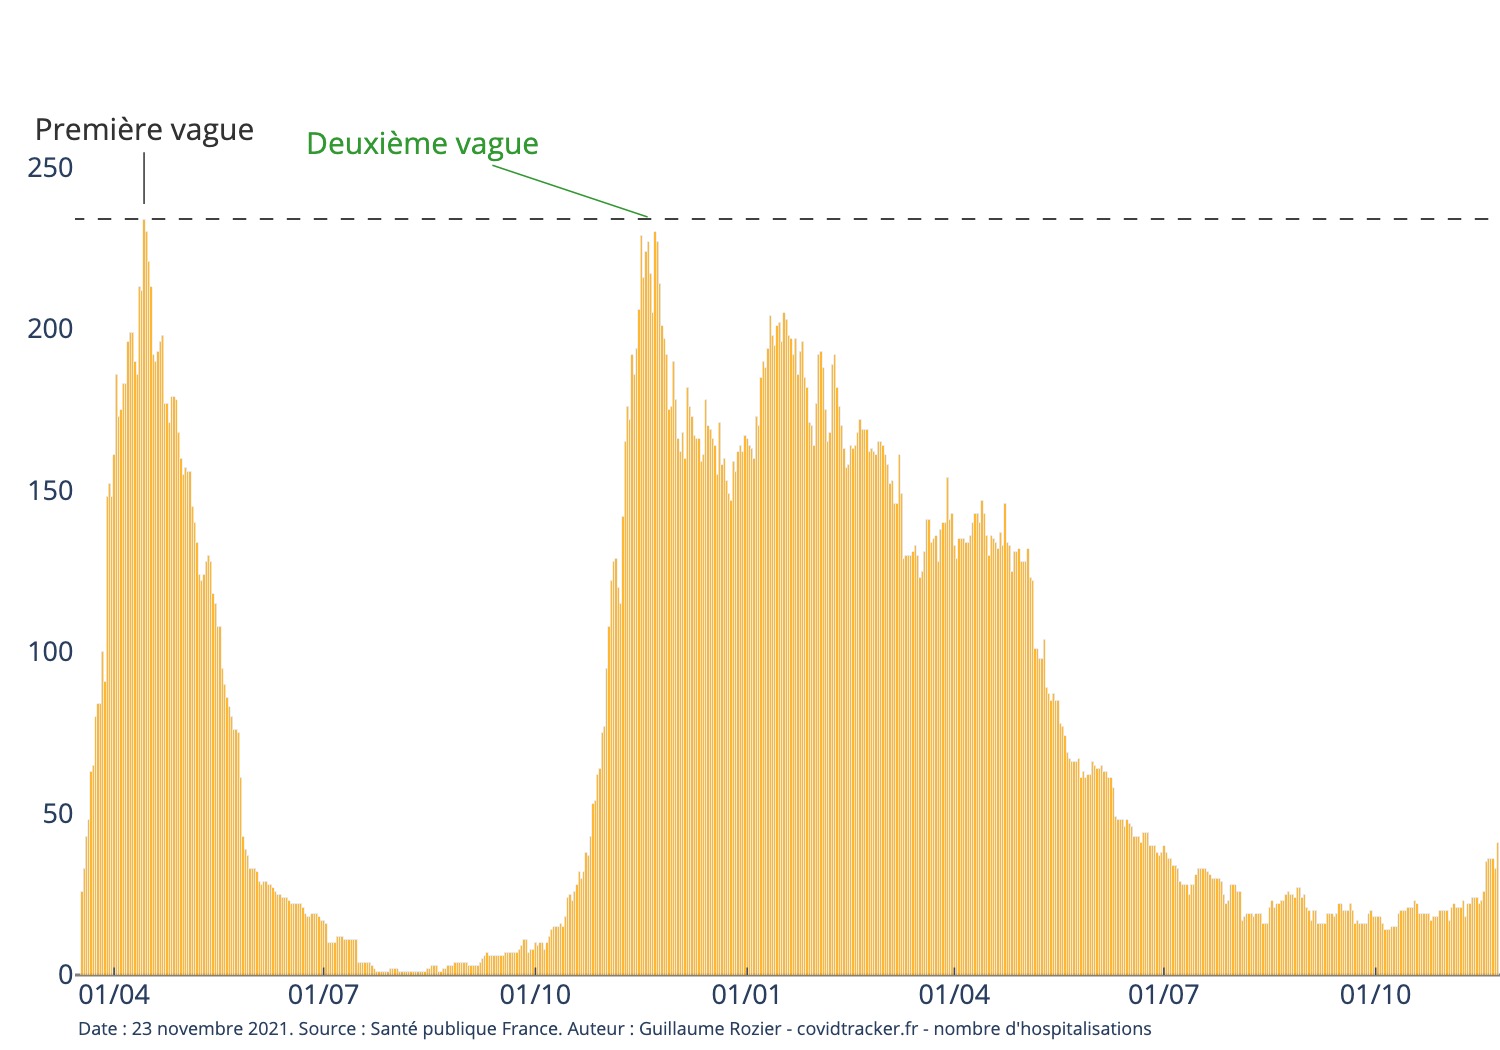 Première vague
Deuxième vague
250
200
150
100
50
0
01/04 01/07 01/10 01/01 01/04 01/07 01/10
Date : 23 novembre 2021. Source : Santé publique France. Auteur : Guillaume Rozier - covidtracker.fr - nombre d'hospitalisations